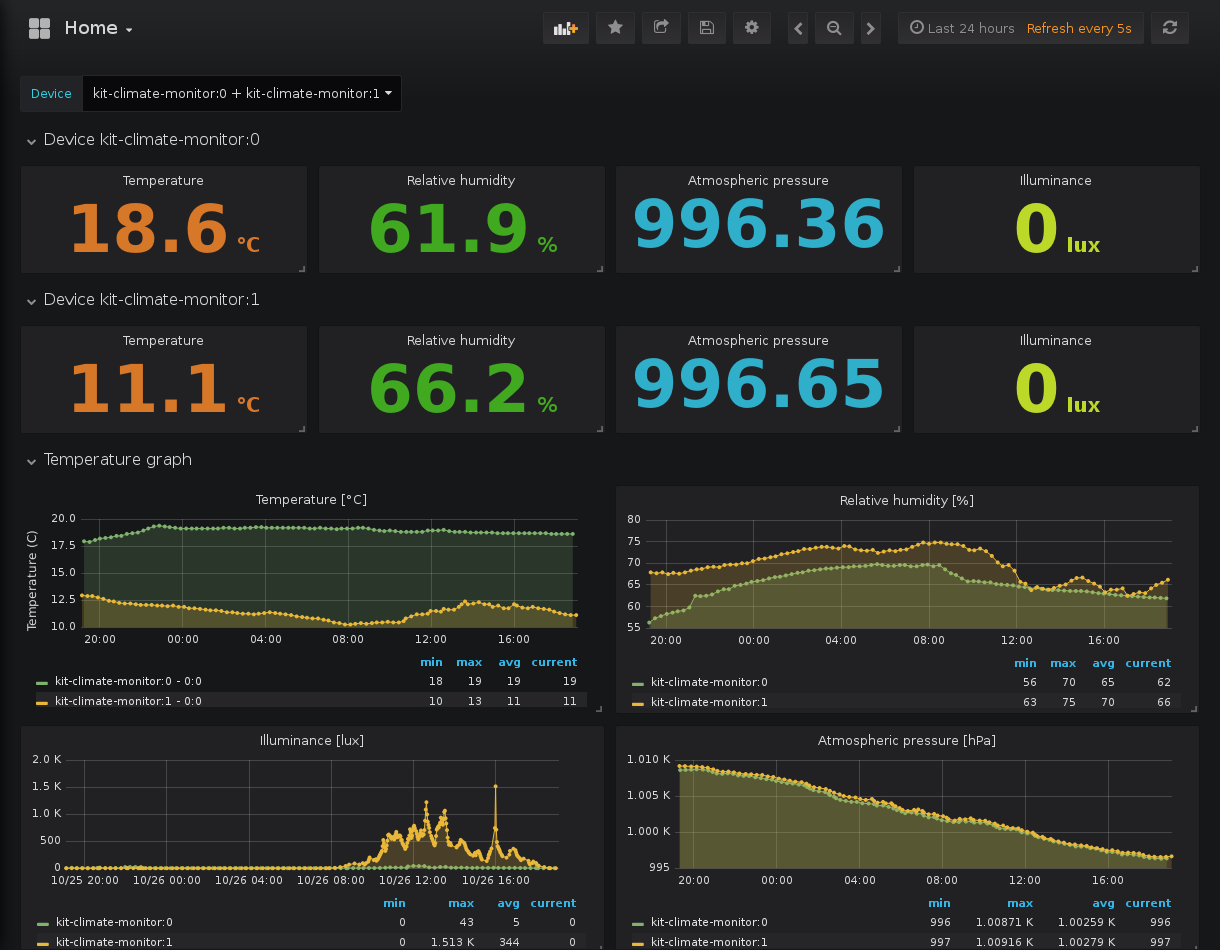 Home
Last 24 hours Refresh every 5s
Device kit-climate-monitor:0 + kit-climate-monitor:1
Device kit-climate-monitor:0
Temperature Relative humidity Atmospheric pressure Illuminance
18.6 °C 61.9 % 996.36 0 lux
Device kit-climate-monitor:1
Temperature Relative humidity Atmospheric pressure Illuminance
11.1 °C 66.2 % 996.65 0 lux
Temperature graph
Temperature [°C]
Temperature (C)
20.0
17.5
15.0
12.5
10.0
20:00 00:00 04:00 08:00 12:00 16:00
min max avg current
kit-climate-monitor:0 - 0:0 18 19 19 19
kit-climate-monitor:1 - 0:0 10 13 11 11
Relative humidity [%]
80
75
70
65
60
55
20:00 00:00 04:00 08:00 12:00 16:00
min max avg current
kit-climate-monitor:0 56 70 65 62
kit-climate-monitor:1 63 75 70 66
Illuminance [lux]
2.0 K
1.5 K
1.0 K
500
0
10/25 20:00 10/26 00:00 10/26 04:00 10/26 08:00 10/26 12:00 10/26 16:00
min max avg current
kit-climate-monitor:0 0 43 5 0
kit-climate-monitor:1 0 1.513 K 344 0
Atmospheric pressure [hPa]
1.010 K
1.005 K
1.000 K
995
20:00 00:00 04:00 08:00 12:00 16:00
min max avg current
kit-climate-monitor:0 996 1.00871 K 1.00259 K 996
kit-climate-monitor:1 997 1.00916 K 1.00279 K 997